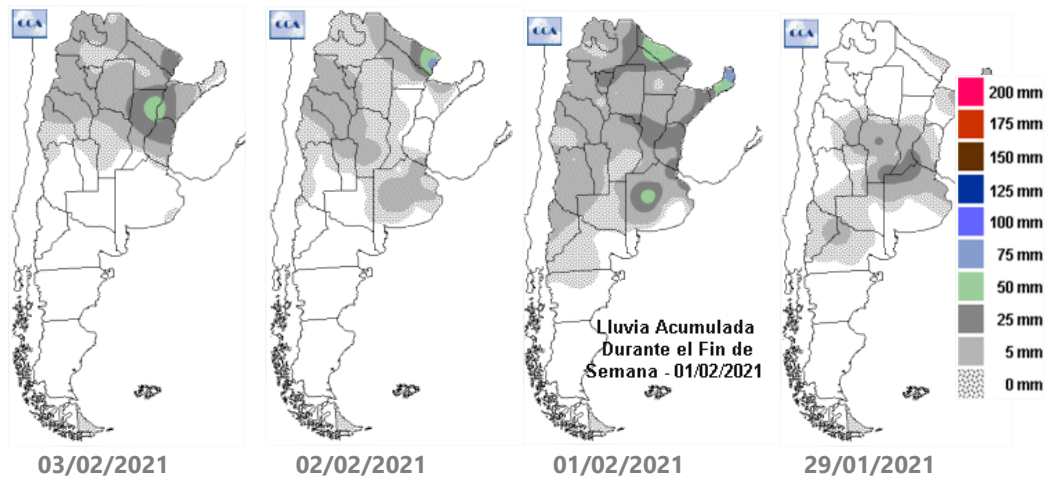 CCA
CCA
CCA
CCA
200 mm
175 mm
150 mm
125 mm
100 mm
75 mm
50 mm
25 mm
5 mm
0 mm
Lluvia Acumulada
Durante el Fin de
Semana - 01/02/2021
03/02/2021
02/02/2021
01/02/2021
29/01/2021